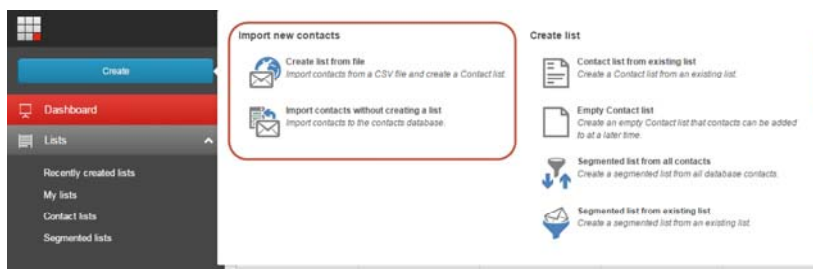 Create
Dashboard
Lists
Recently created lists
My lists
Contact lists
Segmented lists
Import new contacts
Create list from file
Import contacts from a CSV file and create a Contact list.
Import contacts without creating a list
Import contacts to the contacts database.
Create list
Contact list from existing list
Create a Contact list from an existing list.
Empty Contact list
Create an empty Contact list that contacts can be added
to at a later time.
Segmented list from all contacts
Create a segmented list from all database contacts.
Segmented list from existing list
Create a segmented list from an existing list.